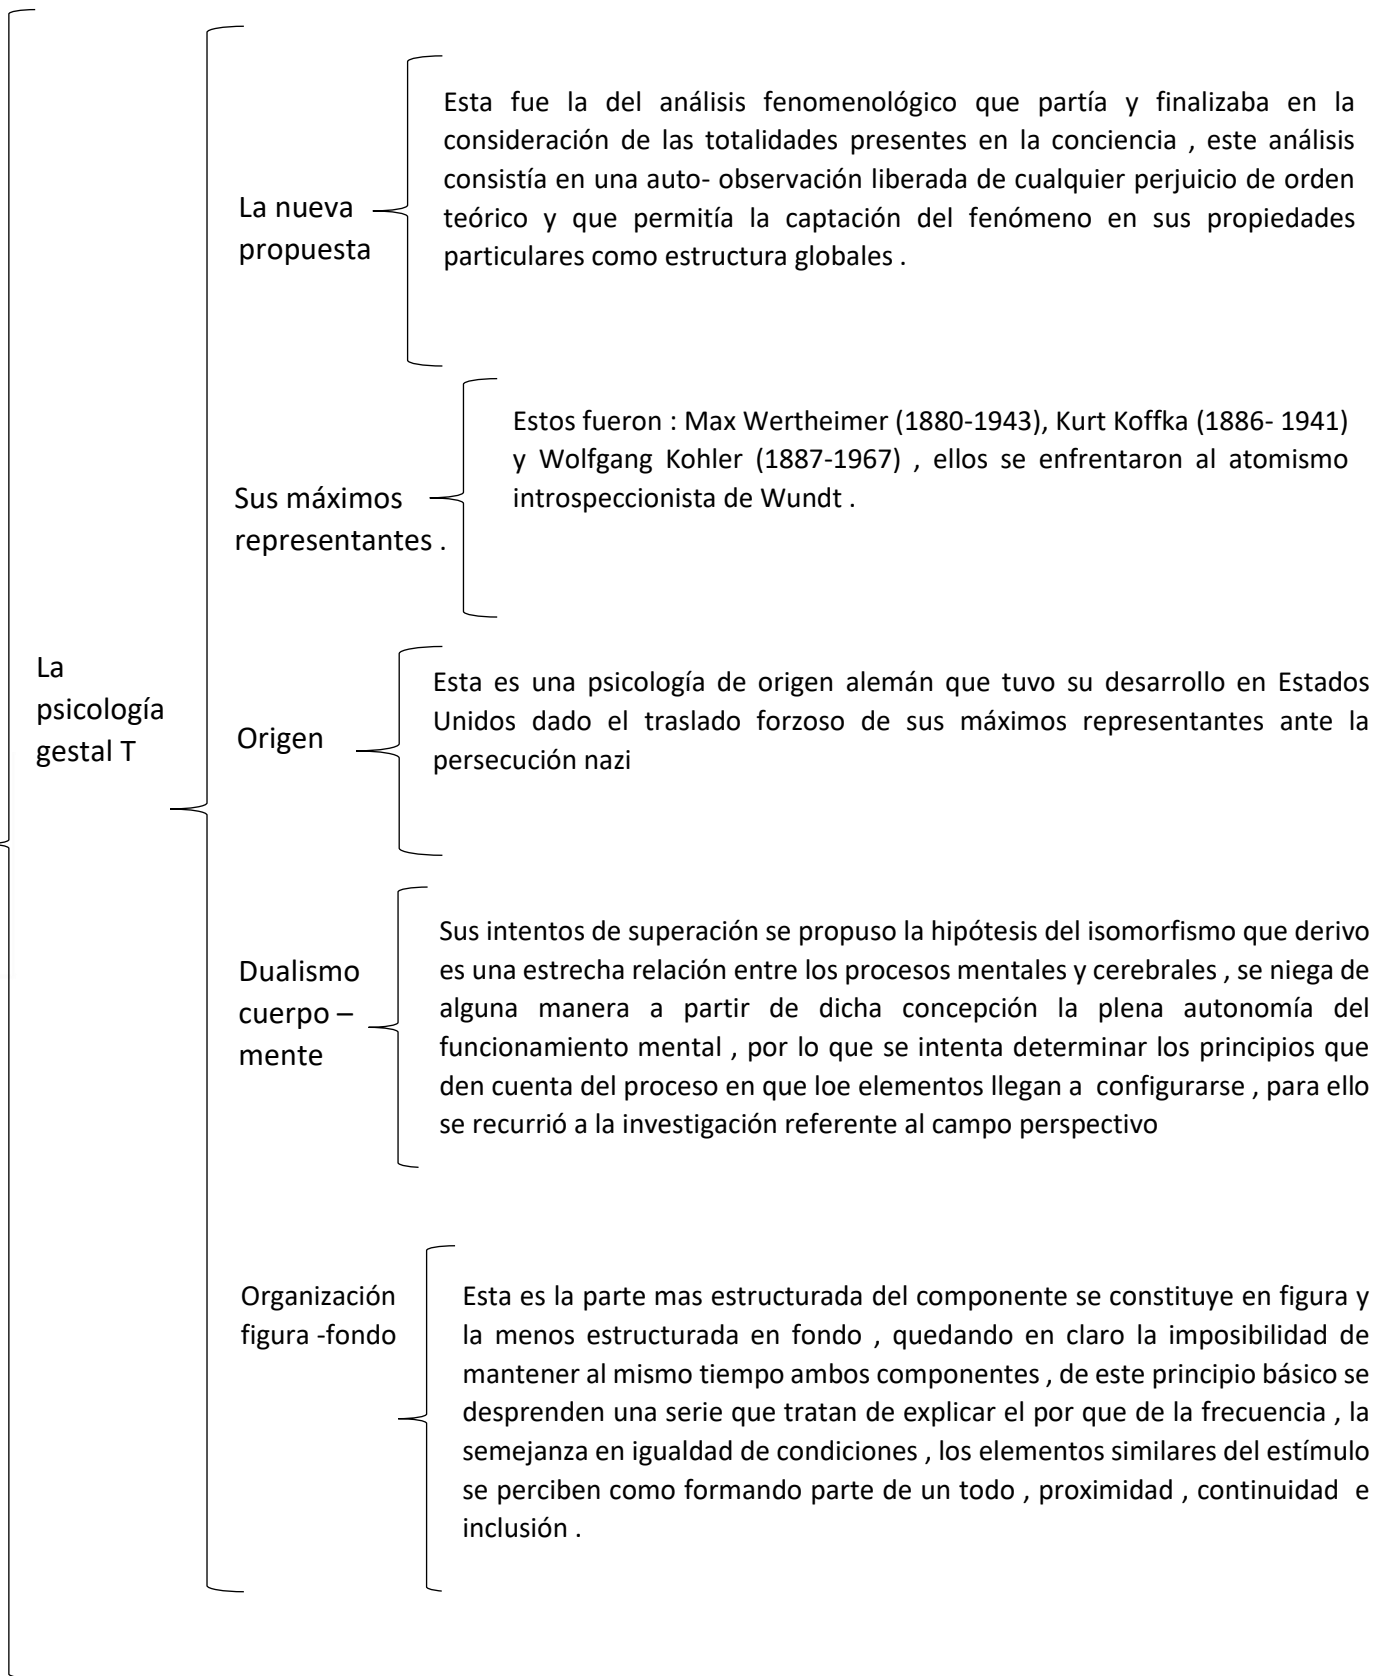 La
psicología
gestal T
La nueva
propuesta
Esta fue la del análisis fenomenológico que partía y finalizaba en la
consideración de las totalidades presentes en la conciencia , este análisis
consistía en una auto- observación liberada de cualquier perjuicio de orden
teórico y que permitía la captación del fenómeno en sus propiedades
particulares como estructura globales .
Sus máximos
representantes .
Estos fueron : Max Wertheimer (1880-1943), Kurt Koffka (1886- 1941)
y Wolfgang Kohler (1887-1967) , ellos se enfrentaron al atomismo
introspeccionista de Wundt .
Origen
Esta es una psicología de origen alemán que tuvo su desarrollo en Estados
Unidos dado el traslado forzoso de sus máximos representantes ante la
persecución nazi
Dualismo
cuerpo –
mente
Sus intentos de superación se propuso la hipótesis del isomorfismo que derivo
es una estrecha relación entre los procesos mentales y cerebrales , se niega de
alguna manera a partir de dicha concepción la plena autonomía del
funcionamiento mental , por lo que se intenta determinar los principios que
den cuenta del proceso en que loe elementos llegan a configurarse , para ello
se recurrió a la investigación referente al campo perspectivo
Organización
figura -fondo
Esta es la parte mas estructurada del componente se constituye en figura y
la menos estructurada en fondo , quedando en claro la imposibilidad de
mantener al mismo tiempo ambos componentes , de este principio básico se
desprenden una serie que tratan de explicar el por que de la frecuencia , la
semejanza en igualdad de condiciones , los elementos similares del estímulo
se perciben como formando parte de un todo , proximidad , continuidad e
inclusión .